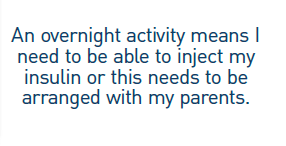 An overnight activity means I
need to be able to inject my
insulin or this needs to be
arranged with my parents.